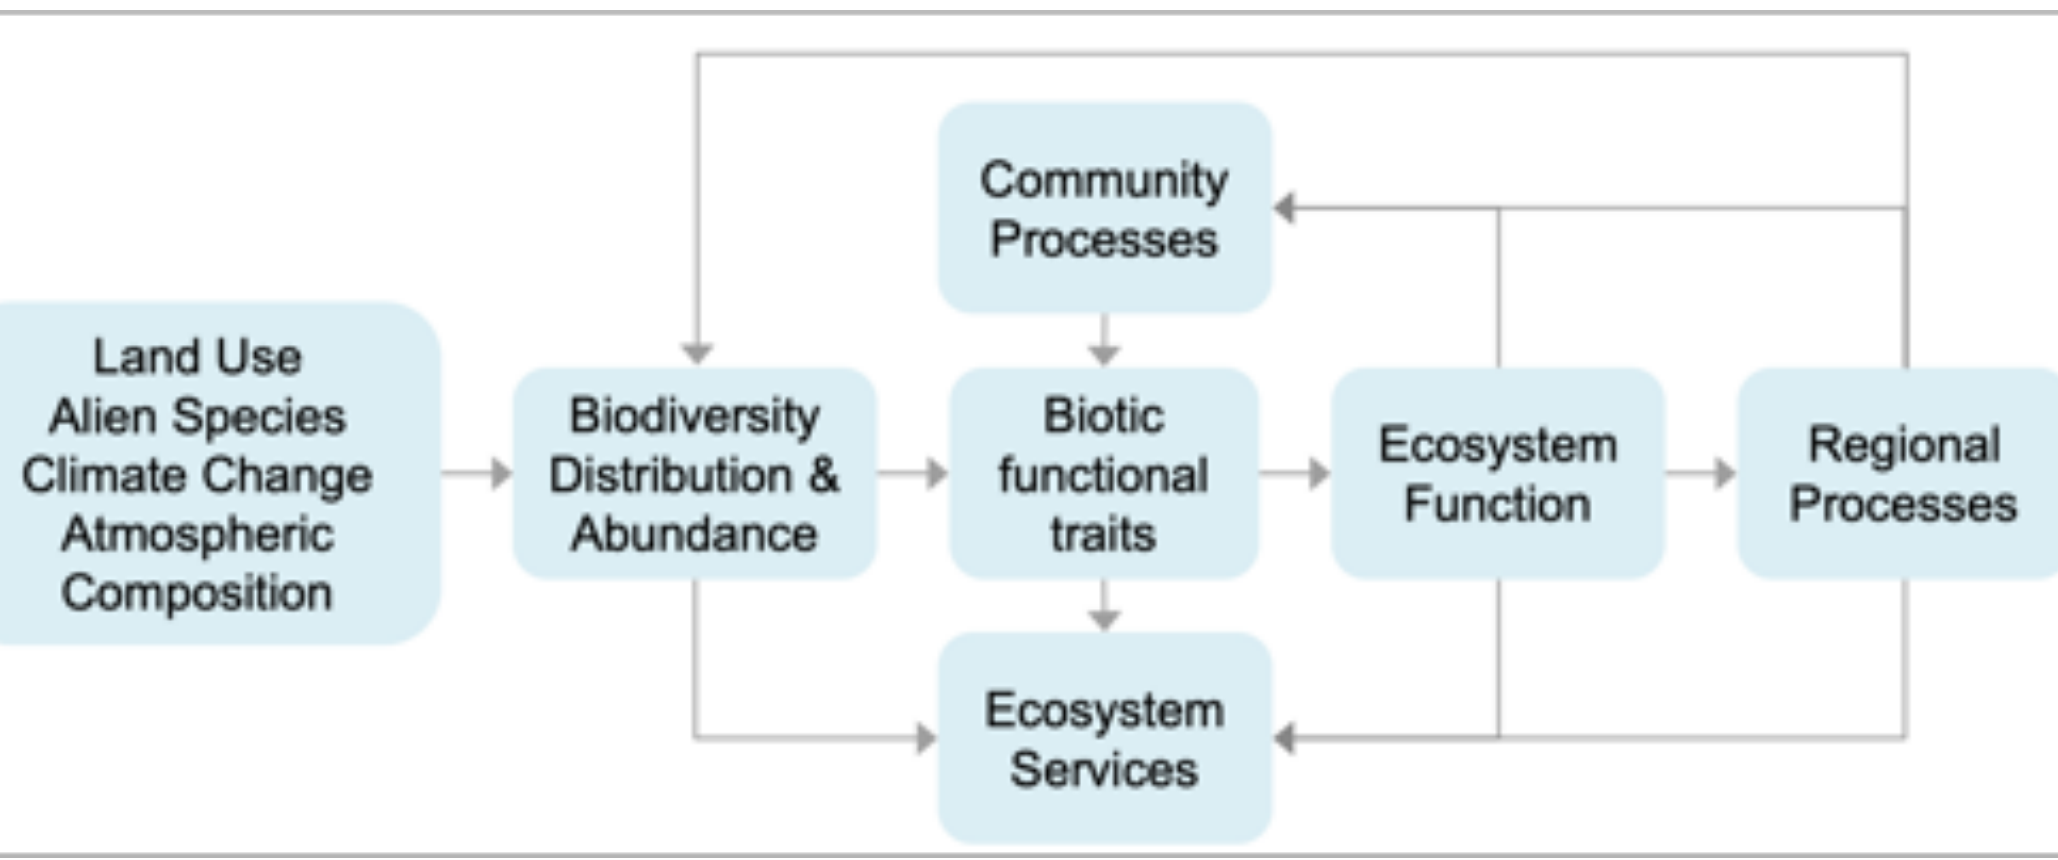 Community
Processes
Land Use
Alien Species
Climate Change
Atmospheric
Composition
Biodiversity
Distribution &
Abundance
Biotic
functional
traits
Ecosystem
Function
Regional
Processes
Ecosystem
Services